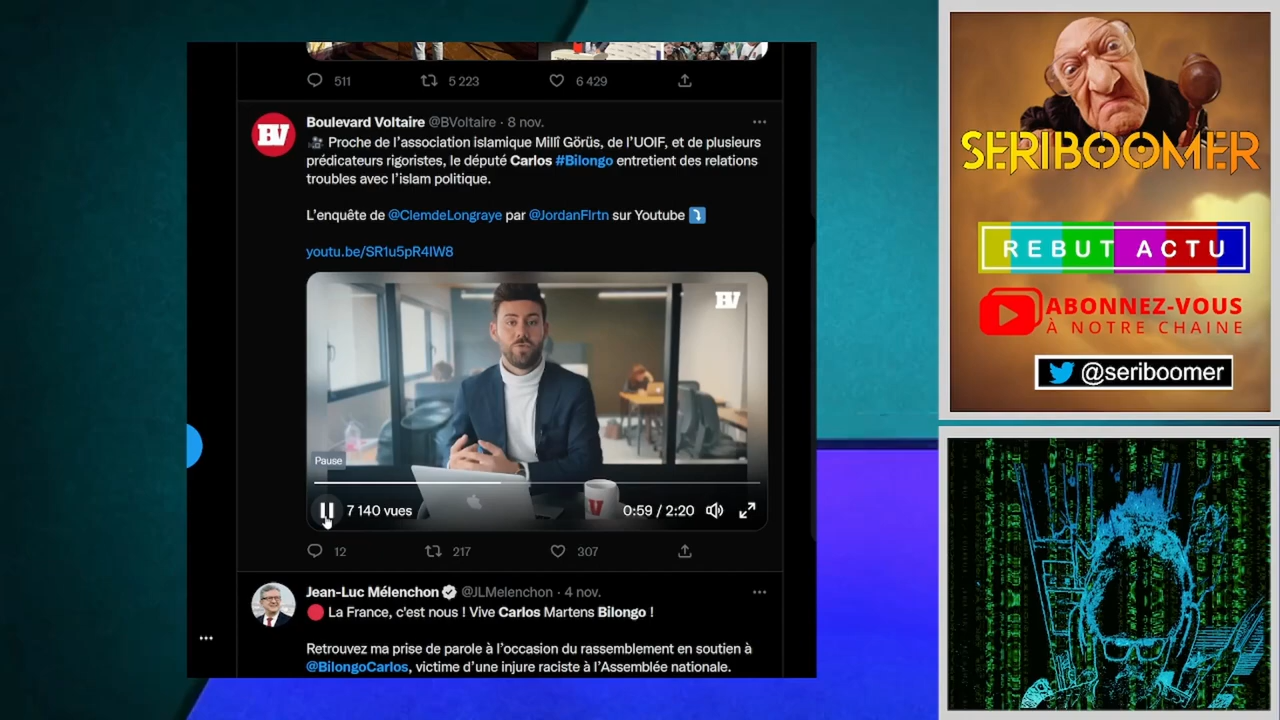 511 5 223 6 429
Boulevard Voltaire @BVoltaire · 8 nov.
Proche de l'association islamique Millî Görüs, de l'UOIF, et de plusieurs
prédicateurs rigoristes, le député Carlos #Bilongo entretient des relations
troubles avec l'islam politique.
L'enquête de @ClemdeLongraye par @JordanFlrtn sur Youtube
youtu.be/SR1u5pR4IW8
BV
BV
Pause
7 140 vues
0:59 / 2:20
12 217 307
Jean-Luc Mélenchon @JLMelenchon · 4 nov.
La France, c'est nous ! Vive Carlos Martens Bilongo !
Retrouvez ma prise de parole à l'occasion du rassemblement en soutien à
@BilongoCarlos, victime d'une injure raciste à l'Assemblée nationale.
SERIBOOMER
REBUT ACTU
ABONNEZ-VOUS
À NOTRE CHAINE
@seriboomer